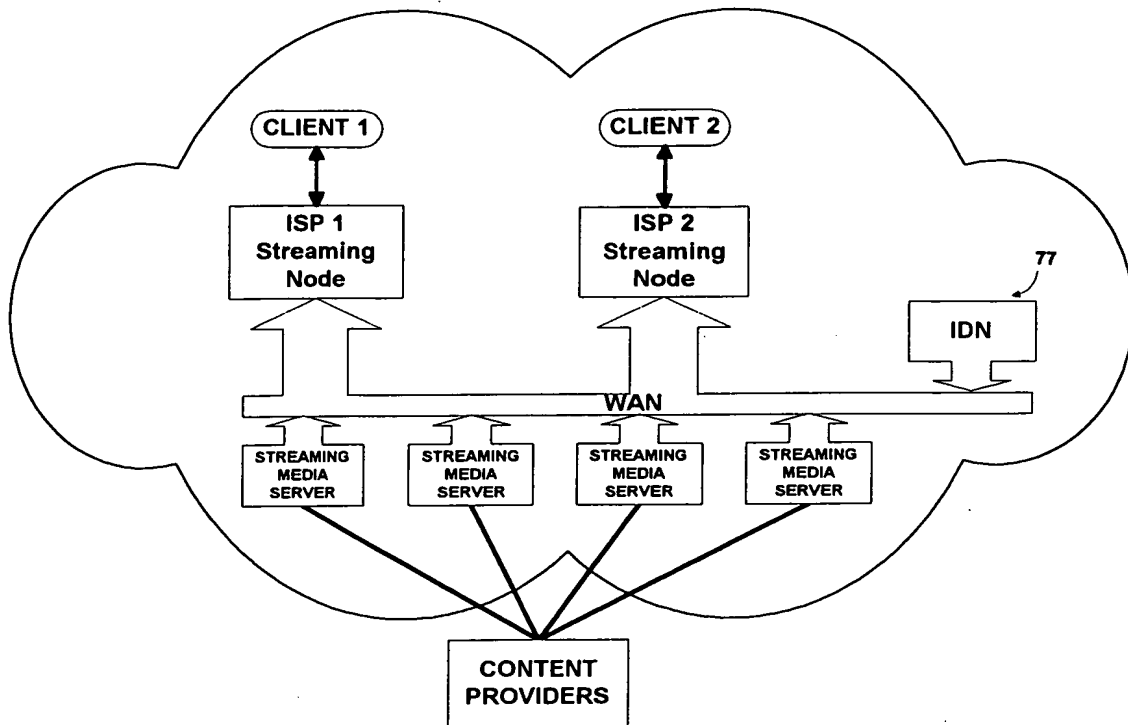 CLIENT 1
CLIENT 2
ISP 1
Streaming
Node
ISP 2
Streaming
Node
77
IDN
WAN
STREAMING
MEDIA
SERVER
STREAMING
MEDIA
SERVER
STREAMING
MEDIA
SERVER
STREAMING
MEDIA
SERVER
CONTENT
PROVIDERS